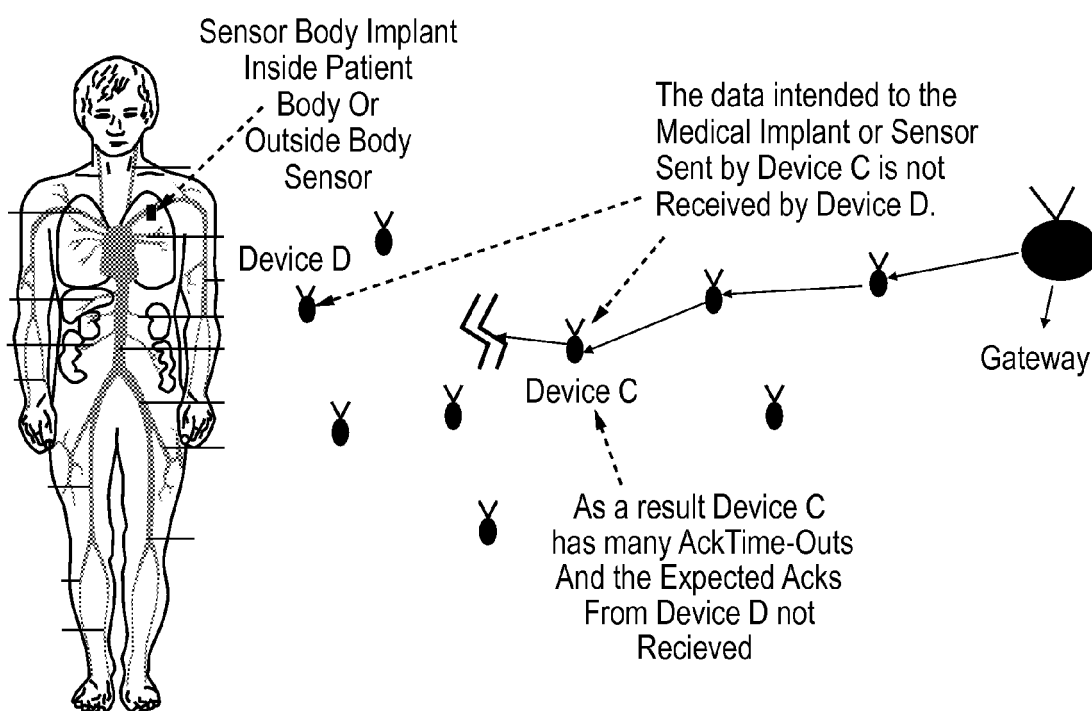 Sensor Body Implant
Inside Patient
Body Or
Outside Body
Sensor
The data intended to the
Medical Implant or Sensor
Sent by Device C is not
Received by Device D.
Device D
Gateway
Device C
As a result Device C
has many AckTime-Outs
And the Expected Acks
From Device D not
Recieved